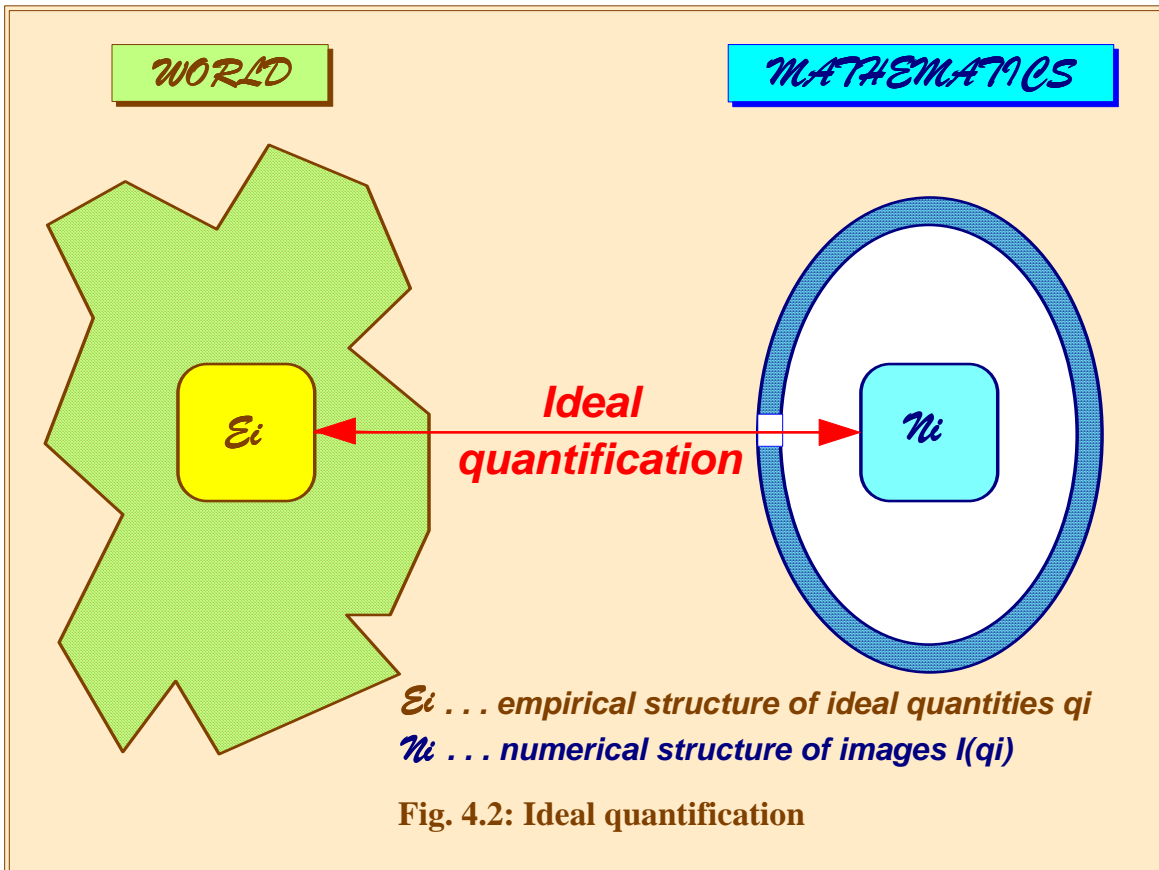 WORLD
MATHEMATICS
Ideal
quantification
Ei
Ni
Ei . . . empirical structure of ideal quantities qi
Ni . . . numerical structure of images I(qi)
Fig. 4.2: Ideal quantification